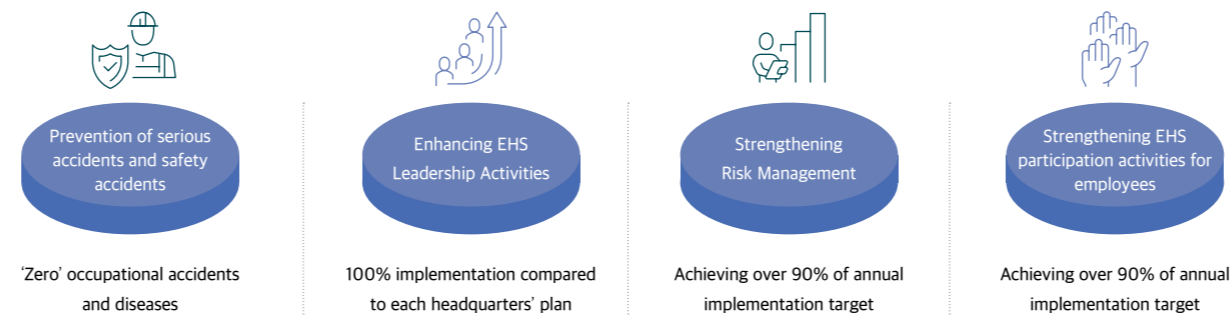 Prevention of serious
accidents and safety
accidents
'Zero' occupational accidents
and diseases
Enhancing EHS
Leadership Activities
100% implementation compared
to each headquarters' plan
Strengthening
Risk Management
Achieving over 90% of annual
implementation target
Strengthening EHS
participation activities for
employees
Achieving over 90% of annual
implementation target